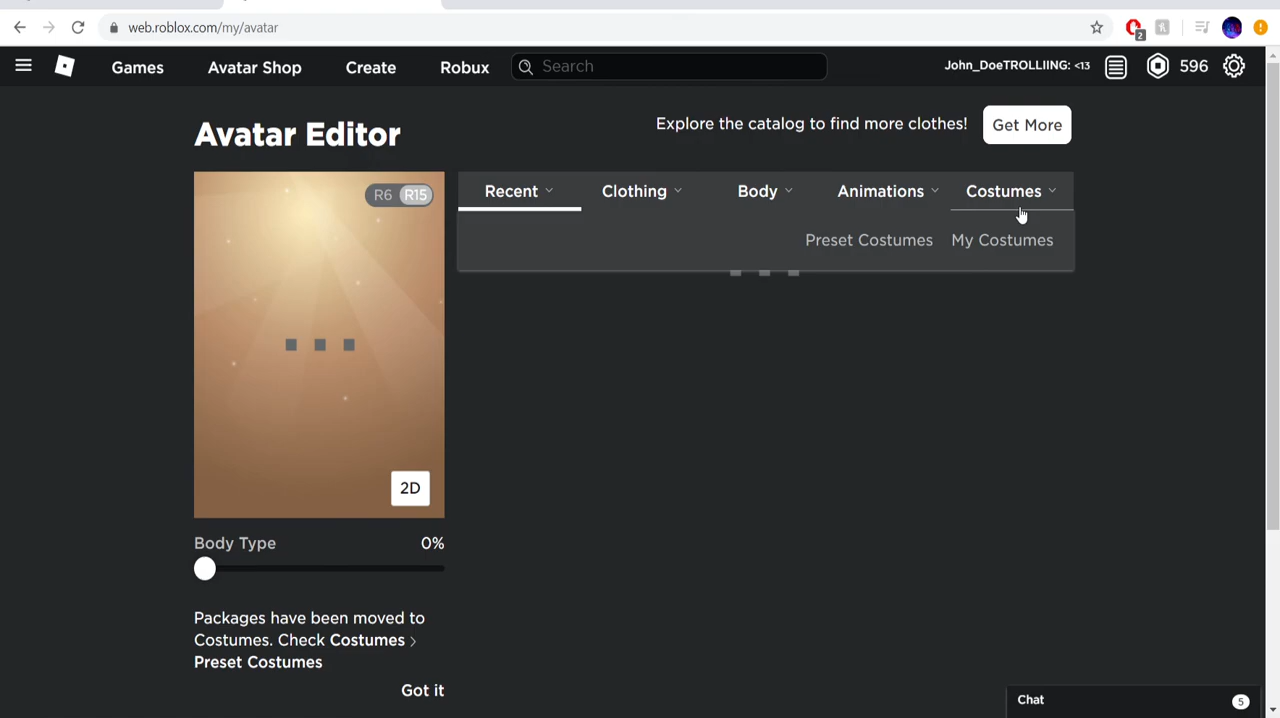 web.roblox.com/my/avatar
2
Games
Avatar Shop
Create
Robux
Search
John_DoeTROLLIING: <13
596
Avatar Editor
Explore the catalog to find more clothes!
Get More
R6 R15
Recent
Clothing
Body
Animations
Costumes
Preset Costumes
My Costumes
2D
Body Type
0%
Packages have been moved to
Costumes. Check Costumes >
Preset Costumes
Got it
Chat
5